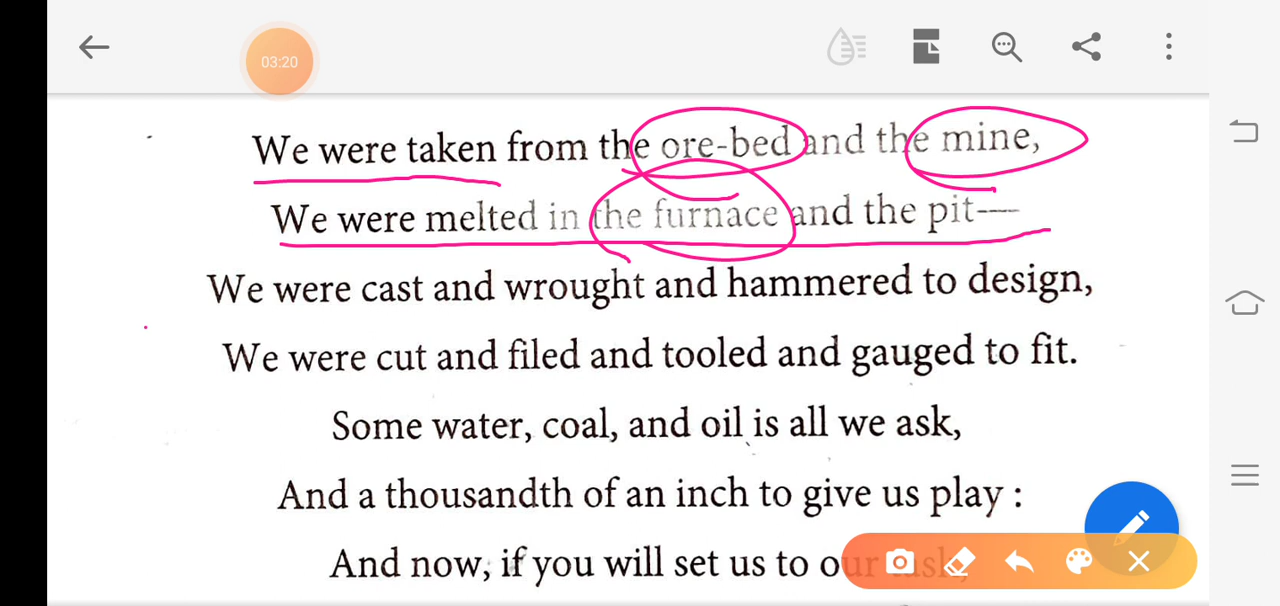 03:20
We were taken from the ore-bed and the mine,
We were melted in the furnace and the pit—
We were cast and wrought and hammered to design,
We were cut and filed and tooled and gauged to fit.
Some water, coal, and oil is all we ask,
And a thousandth of an inch to give us play :
And now, if you will set us to our task,